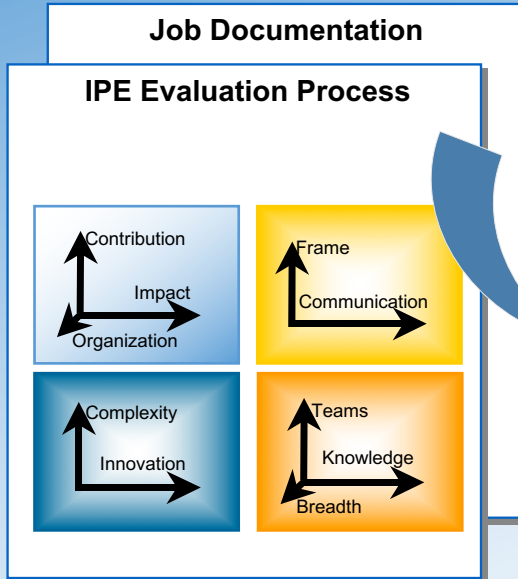 Job Documentation
IPE Evaluation Process
Contribution
Impact
Organization
Frame
Communication
Complexity
Innovation
Teams
Knowledge
Breadth